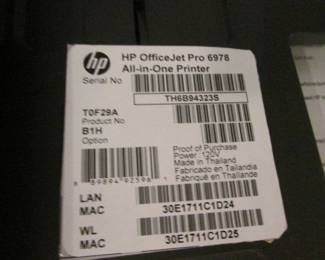 hp HP OfficeJet Pro 6978
All-in-One Printer
Serial No.
TH6B94323S
T0F29A
Product No
B1H
Option
Proof of Purchase
Power 120V
Made in Thailand
Fabricado en Tailandia
Fabriqué en Thaïlande
LAN
MAC 30E1711C1D24
WL
MAC 30E1711C1D25